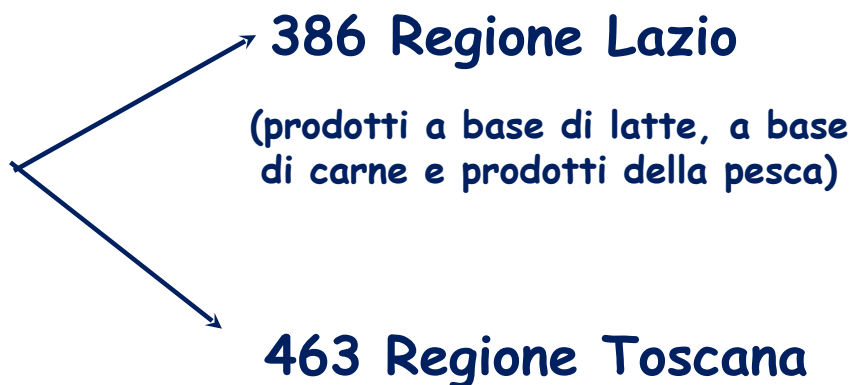 386 Regione Lazio
(prodotti a base di latte, a base
di carne e prodotti della pesca)
463 Regione Toscana